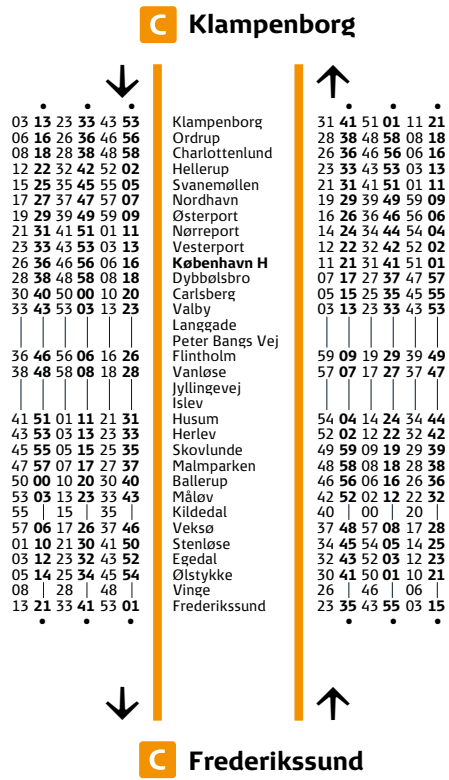 C Klampenborg
03 13 23 33 43 53 Klampenborg 31 41 51 01 11 21
06 16 26 36 46 56 Ordrup 28 38 48 58 08 18
08 18 28 38 48 58 Charlottenlund 26 36 46 56 06 16
12 22 32 42 52 02 Hellerup 23 33 43 53 03 13
15 25 35 45 55 05 Svanemøllen 21 31 41 51 01 11
17 27 37 47 57 07 Nordhavn 19 29 39 49 59 09
19 29 39 49 59 09 Østerport 16 26 36 46 56 06
21 31 41 51 01 11 Nørreport 14 24 34 44 54 04
23 33 43 53 03 13 Vesterport 12 22 32 42 52 02
26 36 46 56 06 16 København H 11 21 31 41 51 01
28 38 48 58 08 18 Dybbølsbro 07 17 27 37 47 57
30 40 50 00 10 20 Carlsberg 05 15 25 35 45 55
33 43 53 03 13 23 Valby 03 13 23 33 43 53
Langgade
Peter Bangs Vej
36 46 56 06 16 26 Flintholm 59 09 19 29 39 49
38 48 58 08 18 28 Vanløse 57 07 17 27 37 47
Jyllingevej
Islev
41 51 01 11 21 31 Husum 54 04 14 24 34 44
43 53 03 13 23 33 Herlev 52 02 12 22 32 42
45 55 05 15 25 35 Skovlunde 49 59 09 19 29 39
47 57 07 17 27 37 Malmparken 48 58 08 18 28 38
50 00 10 20 30 40 Ballerup 46 56 06 16 26 36
53 03 13 23 33 43 Måløv 42 52 02 12 22 32
55 | 15 | 35 | Kildedal 40 | 00 | 20 |
57 06 17 26 37 46 Veksø 37 48 57 08 17 28
01 10 21 30 41 50 Stenløse 34 45 54 05 14 25
03 12 23 32 43 52 Egedal 32 43 52 03 12 23
05 14 25 34 45 54 Ølstykke 30 41 50 01 10 21
08 | 28 | 48 | Vinge 26 | 46 | 06 |
13 21 33 41 53 01 Frederikssund 23 35 43 55 03 15
C Frederikssund